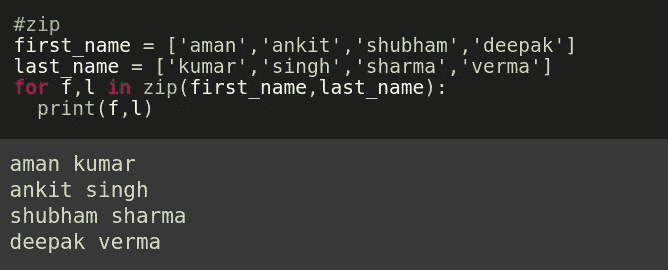 #zip
first_name = ['aman','ankit','shubham','deepak']
last_name = ['kumar','singh','sharma','verma']
for f,l in zip(first_name,last_name):
  print(f,l)
aman kumar
ankit singh
shubham sharma
deepak verma